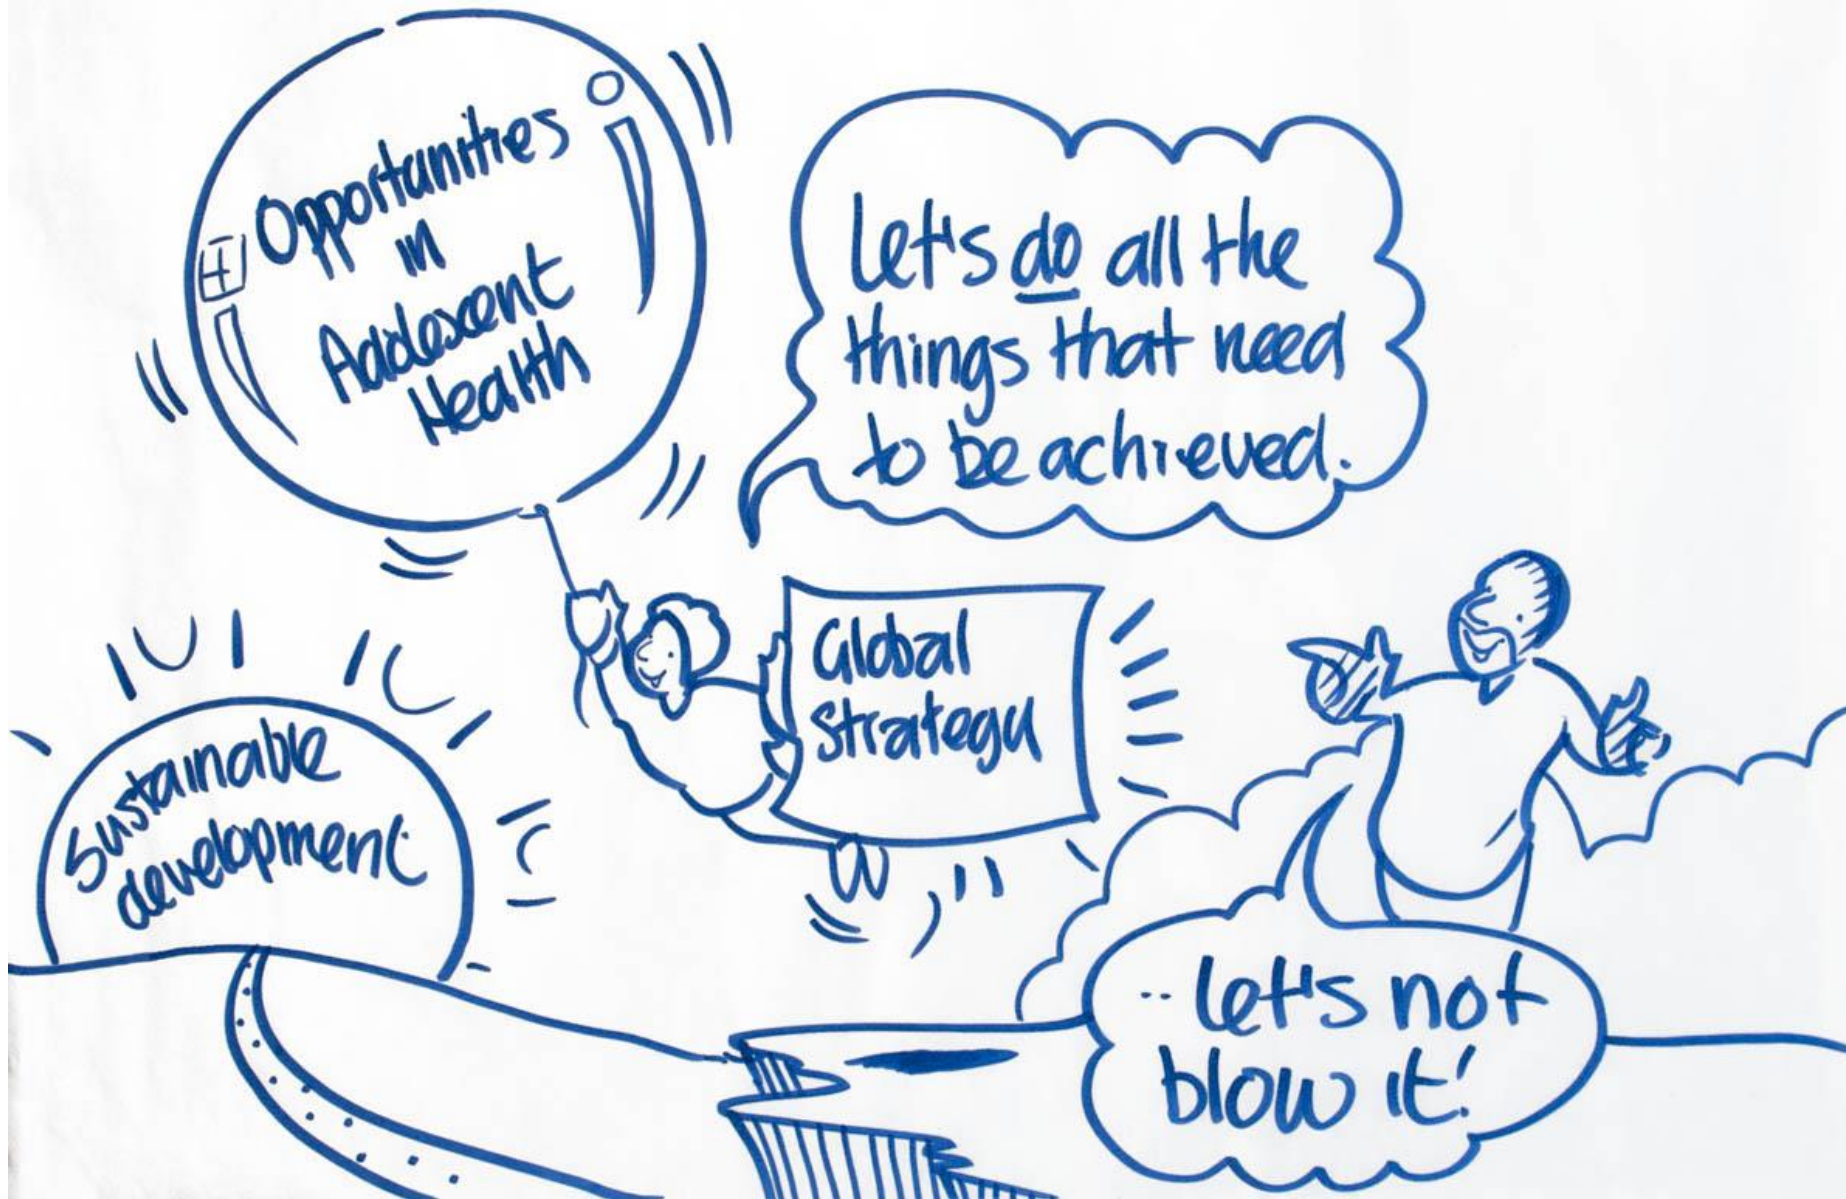 Opportunities
in
Adolescent
Health
Let's do all the
things that need
to be achieved.
Global
Strategy
Sustainable
development
.. let's not
blow it!